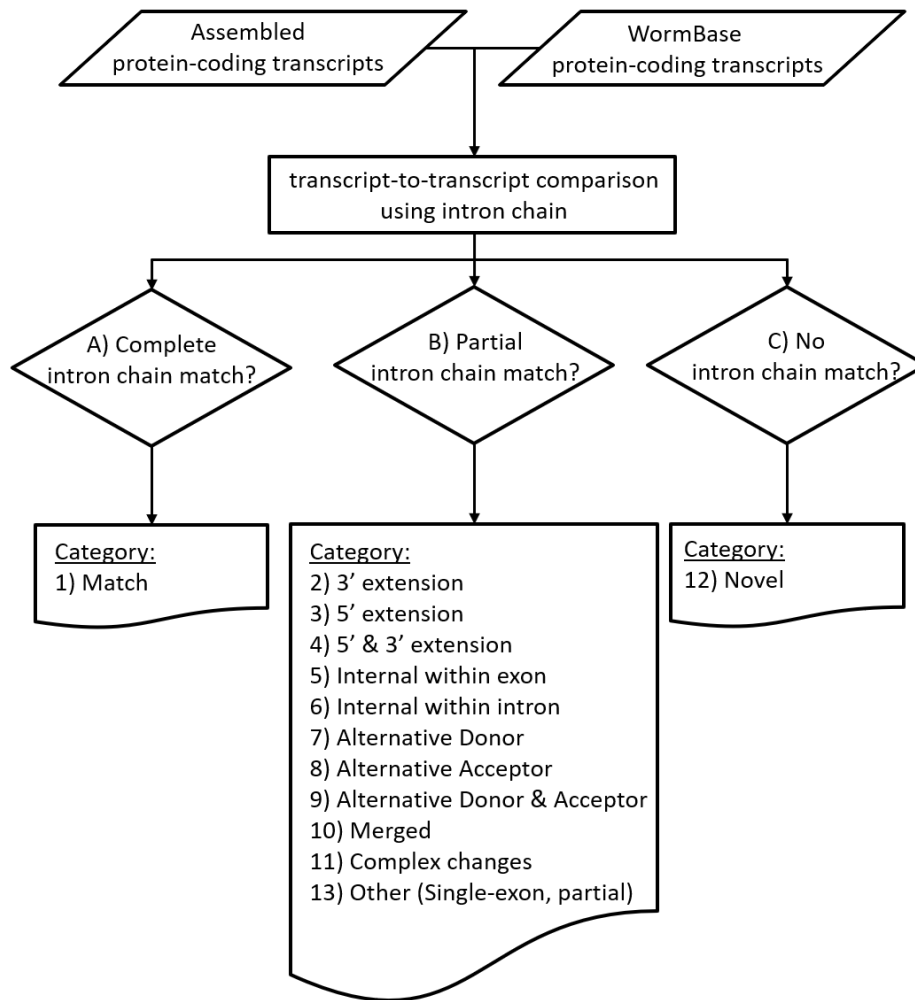 Assembled
protein-coding transcripts
WormBase
protein-coding transcripts
transcript-to-transcript comparison
using intron chain
A) Complete
intron chain match?
B) Partial
intron chain match?
C) No
intron chain match?
Category:
1) Match
Category:
2) 3’ extension
3) 5’ extension
4) 5’ & 3’ extension
5) Internal within exon
6) Internal within intron
7) Alternative Donor
8) Alternative Acceptor
9) Alternative Donor & Acceptor
10) Merged
11) Complex changes
13) Other (Single-exon, partial)
Category:
12) Novel